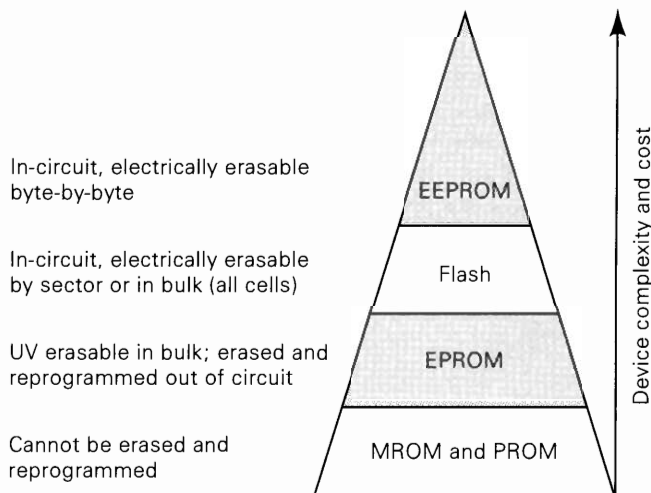 In-circuit, electrically erasable
byte-by-byte
EEPROM
In-circuit, electrically erasable
by sector or in bulk (all cells)
Flash
UV erasable in bulk; erased and
reprogrammed out of circuit
EPROM
Cannot be erased and
reprogrammed
MROM and PROM
Device complexity and cost